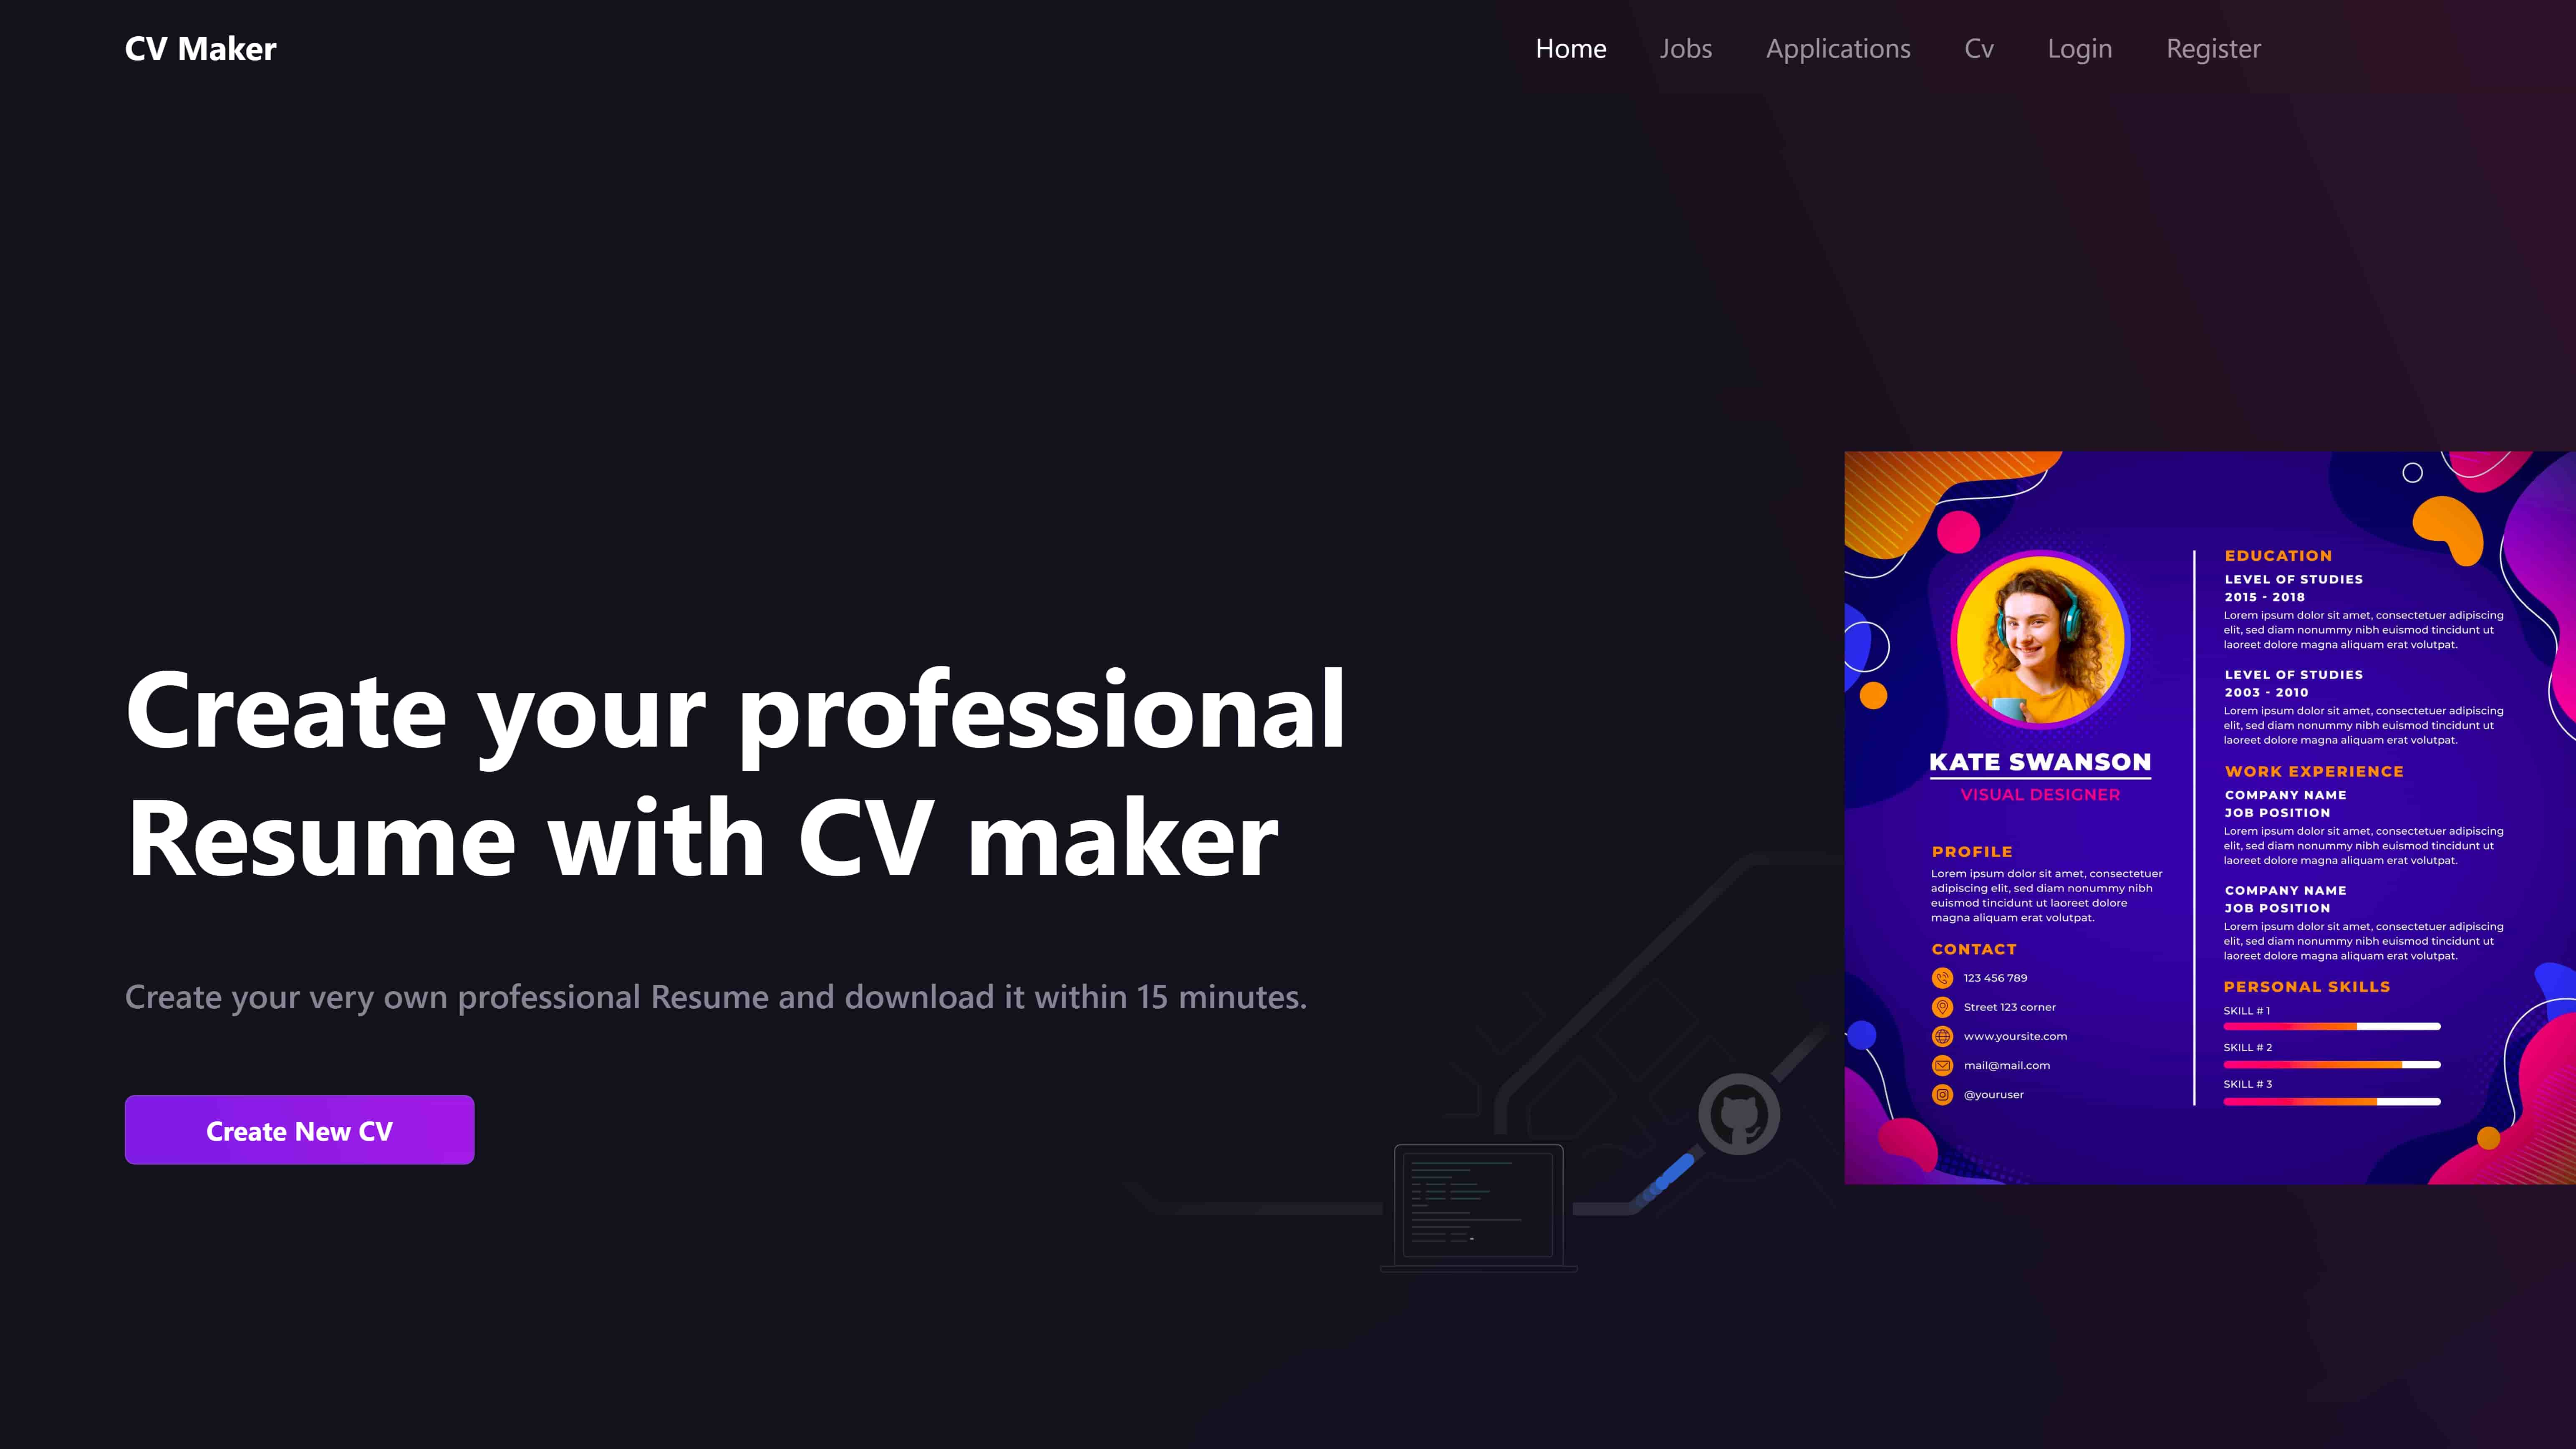 CV Maker
Home
Jobs
Applications
Cv
Login
Register
Create your professional
Resume with CV maker
Create your very own professional Resume and download it within 15 minutes.
Create New CV
KATE SWANSON
VISUAL DESIGNER
PROFILE
Lorem ipsum dolor sit amet, consectetuer
adipiscing elit, sed diam nonummy nibh
euismod tincidunt ut laoreet dolore
magna aliquam erat volutpat.
CONTACT
123 456 789
Street 123 corner
www.yoursite.com
mail@mail.com
@youruser
EDUCATION
LEVEL OF STUDIES
2015 - 2018
Lorem ipsum dolor sit amet, consectetuer adipiscing
elit, sed diam nonummy nibh euismod tincidunt ut
laoreet dolore magna aliquam erat volutpat.
LEVEL OF STUDIES
2003 - 2010
Lorem ipsum dolor sit amet, consectetuer adipiscing
elit, sed diam nonummy nibh euismod tincidunt ut
laoreet dolore magna aliquam erat volutpat.
WORK EXPERIENCE
COMPANY NAME
JOB POSITION
Lorem ipsum dolor sit amet, consectetuer adipiscing
elit, sed diam nonummy nibh euismod tincidunt ut
laoreet dolore magna aliquam erat volutpat.
COMPANY NAME
JOB POSITION
Lorem ipsum dolor sit amet, consectetuer adipiscing
elit, sed diam nonummy nibh euismod tincidunt ut
laoreet dolore magna aliquam erat volutpat.
PERSONAL SKILLS
SKILL # 1
SKILL # 2
SKILL # 3